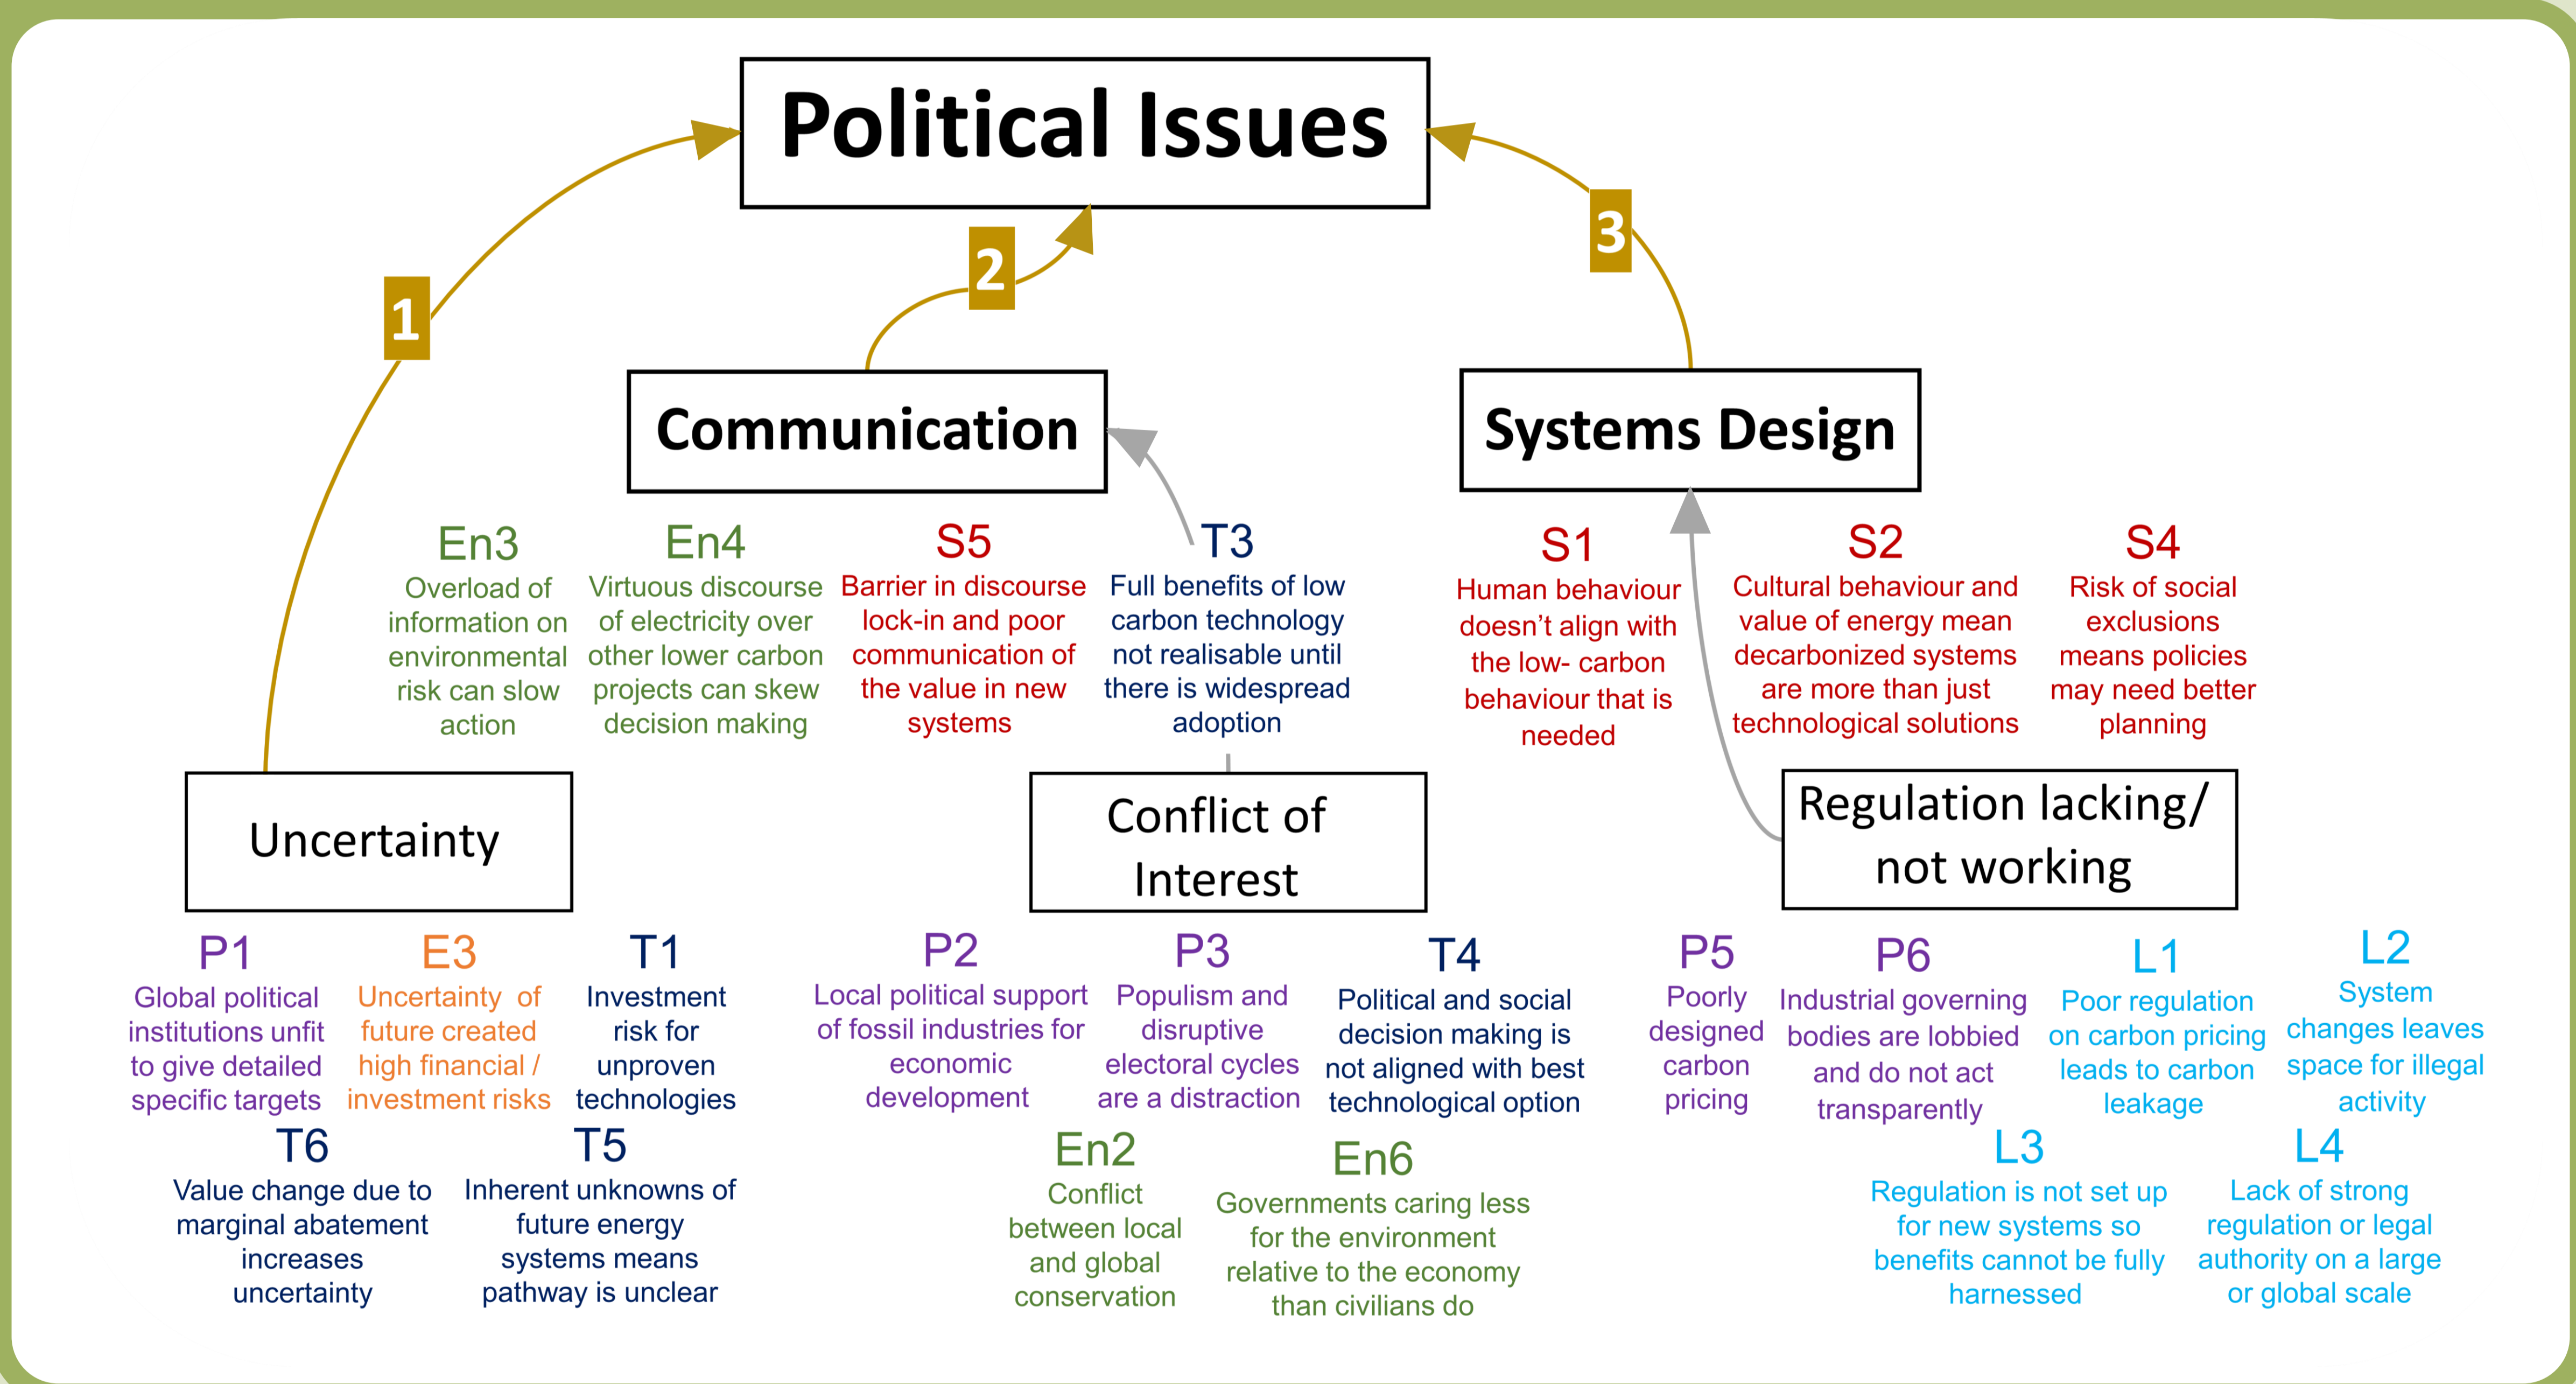 Political Issues
1
2
3
Communication
Systems Design
En3
Overload of
information on
environmental
risk can slow
action
En4
Virtuous discourse
of electricity over
other lower carbon
projects can skew
decision making
S5
Barrier in discourse
lock-in and poor
communication of
the value in new
systems
T3
Full benefits of low
carbon technology
not realisable until
there is widespread
adoption
S1
Human behaviour
doesn’t align with
the low- carbon
behaviour that is
needed
S2
Cultural behaviour and
value of energy mean
decarbonized systems
are more than just
technological solutions
S4
Risk of social
exclusions
means policies
may need better
planning
Uncertainty
Conflict of
Interest
Regulation lacking/
not working
P1
Global political
institutions unfit
to give detailed
specific targets
E3
Uncertainty of
future created
high financial /
investment risks
T1
Investment
risk for
unproven
technologies
T6
Value change due to
marginal abatement
increases
uncertainty
T5
Inherent unknowns of
future energy
systems means
pathway is unclear
P2
Local political support
of fossil industries for
economic
development
P3
Populism and
disruptive
electoral cycles
are a distraction
T4
Political and social
decision making is
not aligned with best
technological option
En2
Conflict
between local
and global
conservation
En6
Governments caring less
for the environment
relative to the economy
than civilians do
P5
Poorly
designed
carbon
pricing
P6
Industrial governing
bodies are lobbied
and do not act
transparently
L1
Poor regulation
on carbon pricing
leads to carbon
leakage
L2
System
changes leaves
space for illegal
activity
L3
Regulation is not set up
for new systems so
benefits cannot be fully
harnessed
L4
Lack of strong
regulation or legal
authority on a large
or global scale